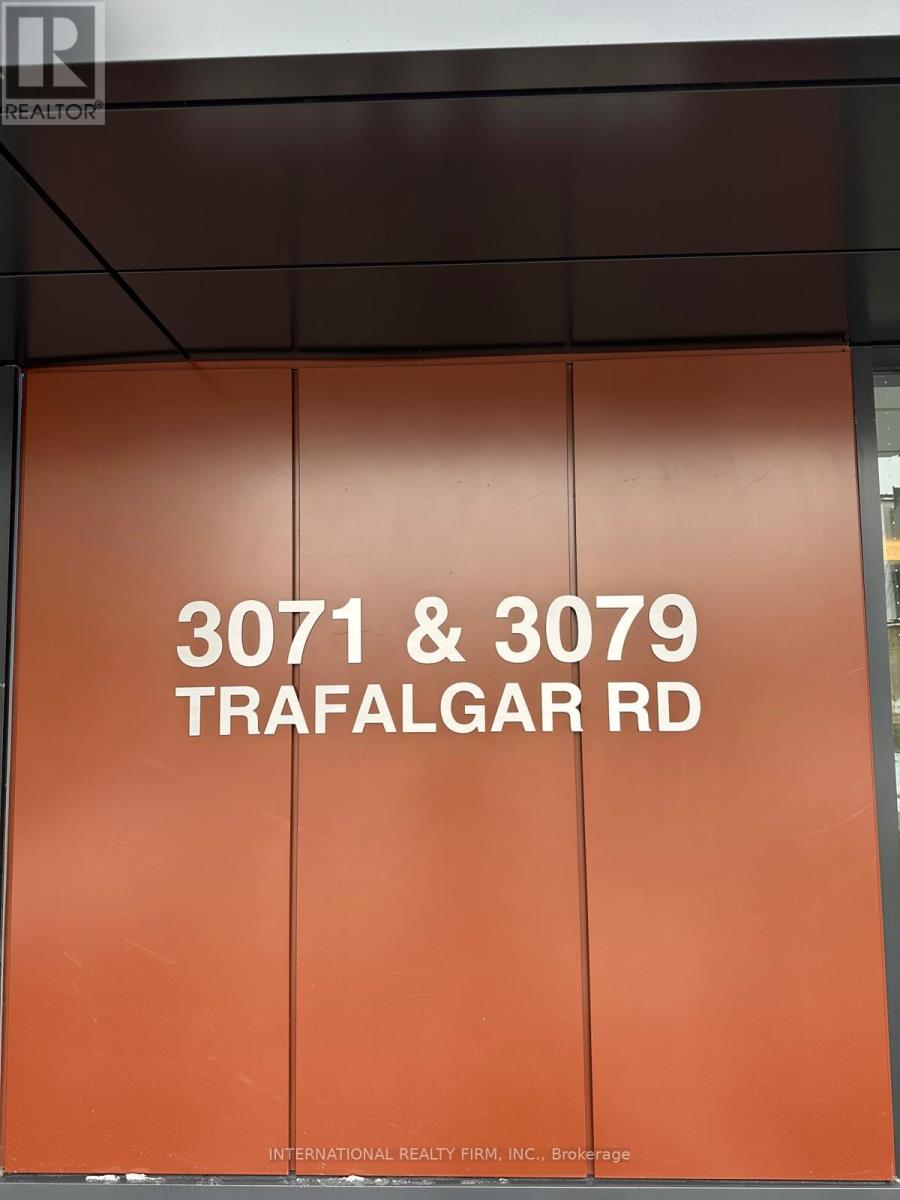 R
REALTOR®
3071 & 3079
TRAFALGAR RD
INTERNATIONAL REALTY FIRM, INC., Brokerage